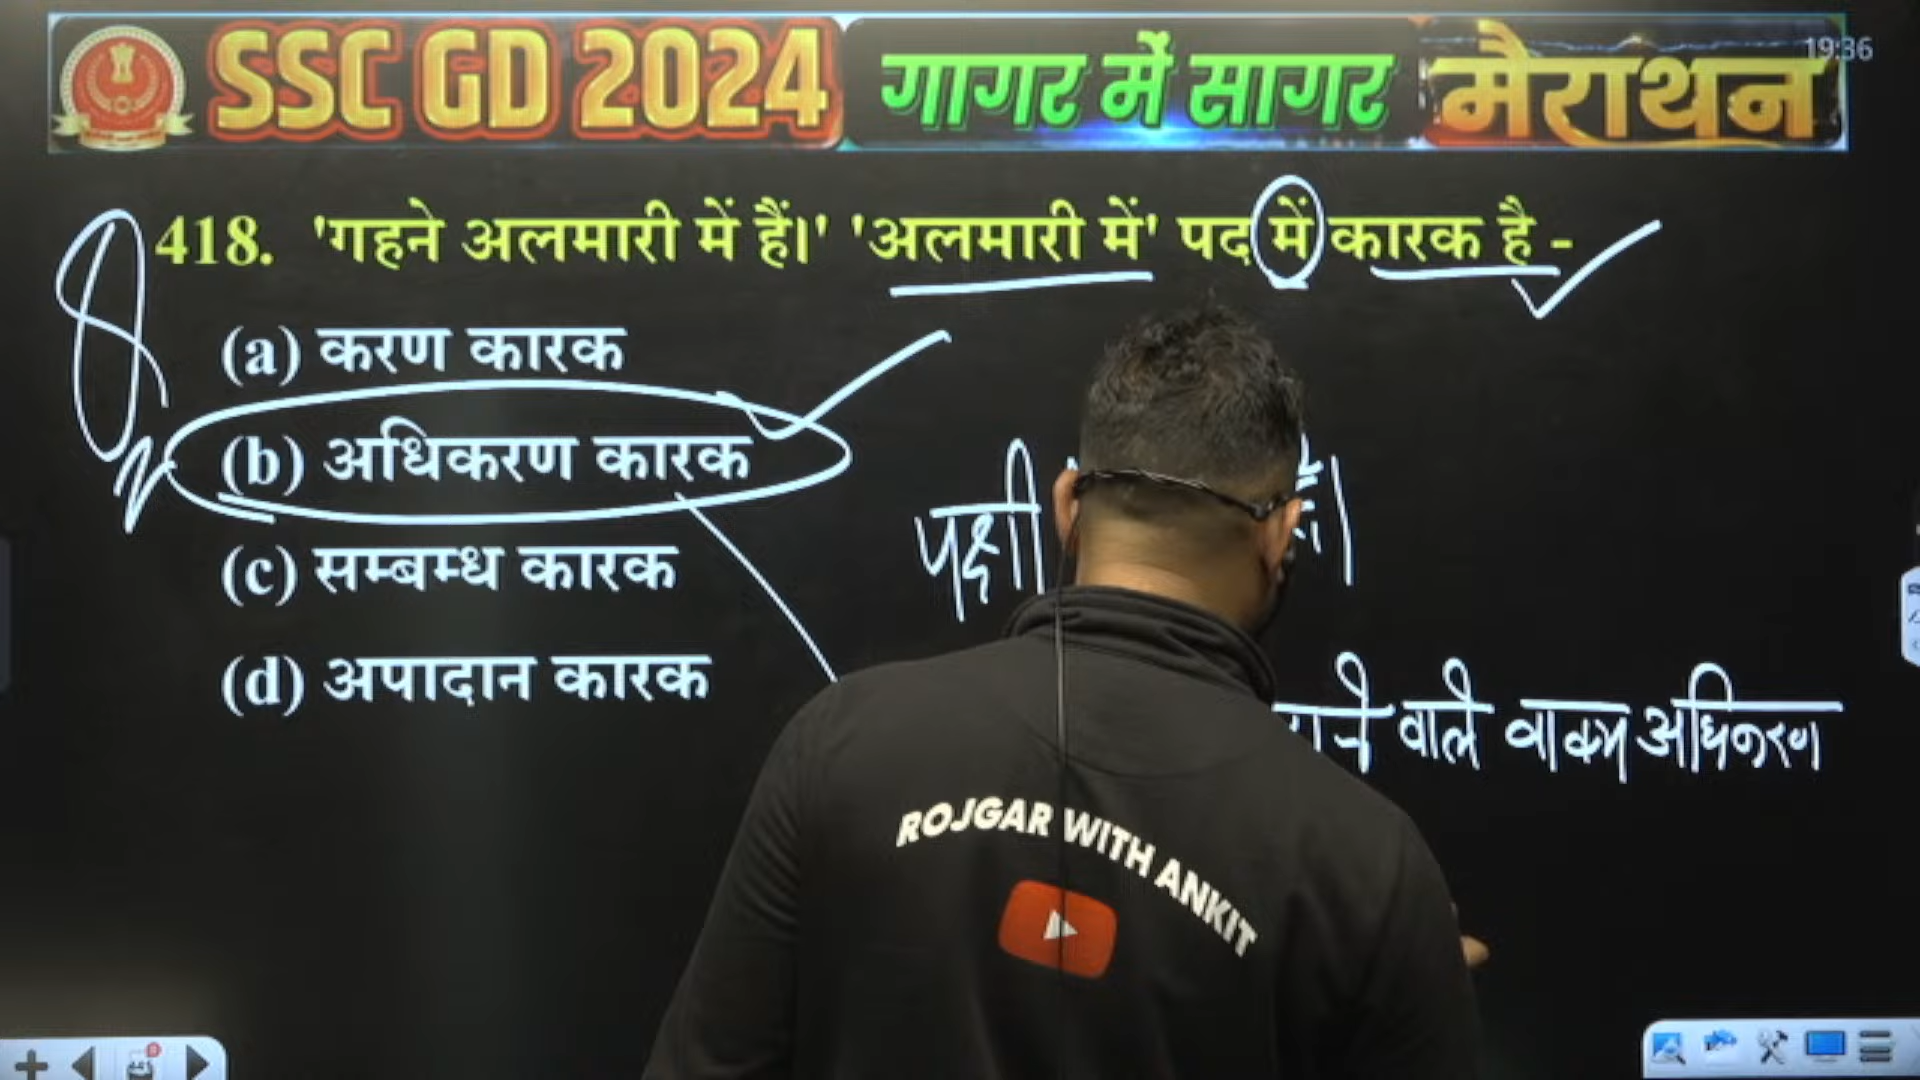 SSC GD 2024 गागर में सागर मैराथन
19:36
418. 'गहने अलमारी में हैं।' 'अलमारी में' पद में कारक है -
(a) करण कारक
(b) अधिकरण कारक
(c) सम्बम्ध कारक
(d) अपादान कारक
पक्षी
वाले वाक्य अधिकरण
ROJGAR WITH ANKIT